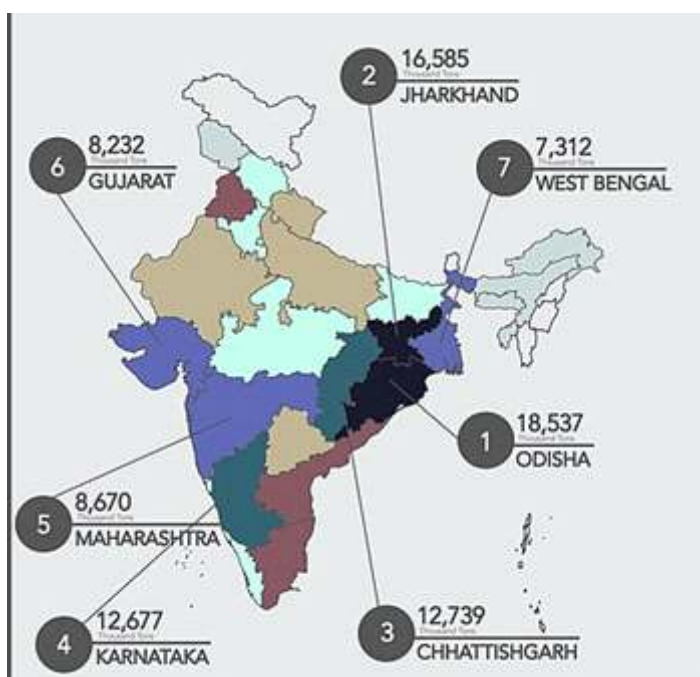 2
16,585
Thousand Tons
JHARKHAND
6
8,232
Thousand Tons
GUJARAT
7
7,312
Thousand Tons
WEST BENGAL
1
18,537
Thousand Tons
ODISHA
5
8,670
Thousand Tons
MAHARASHTRA
4
12,677
Thousand Tons
KARNATAKA
3
12,739
Thousand Tons
CHHATTISHGARH